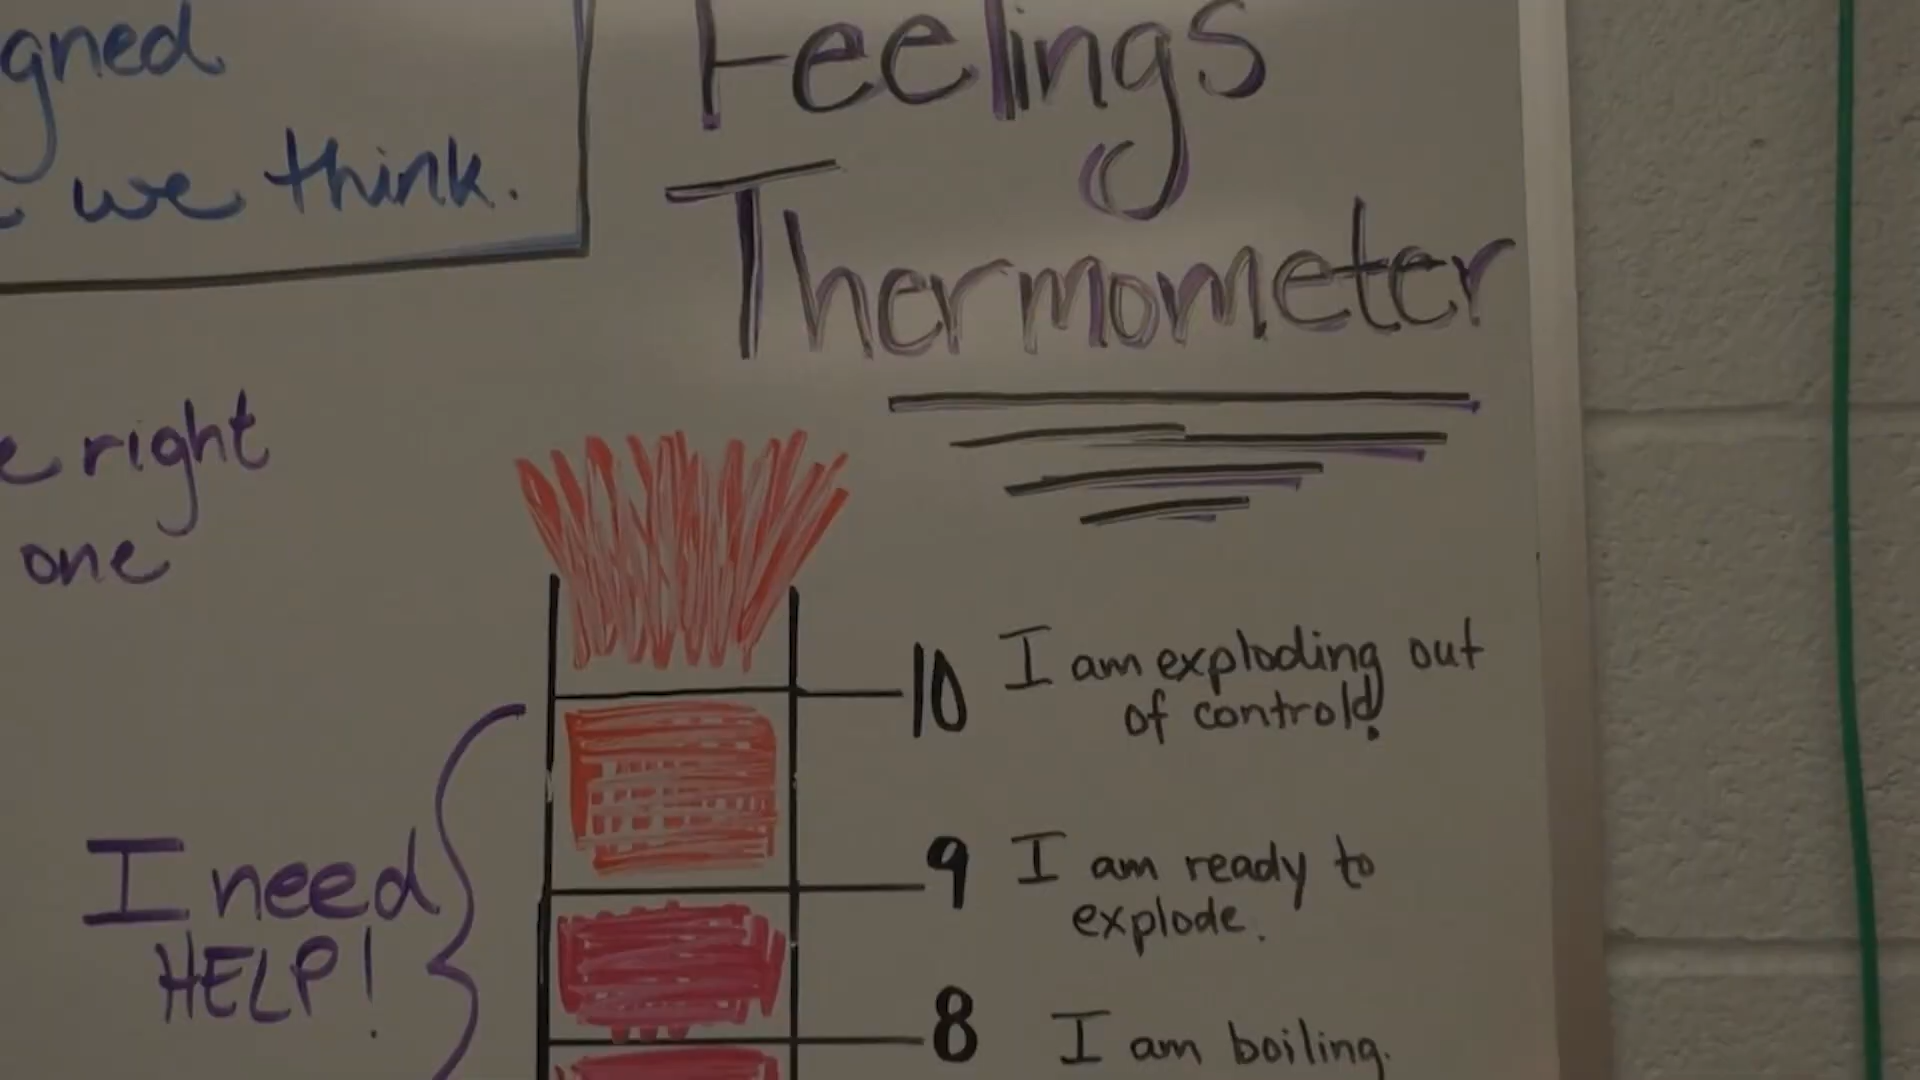 gned
we think.
right
one
Feelings
Thermometer
10 I am exploding out
of control!
I need
HELP!
9 I am ready to
explode.
8 I am boiling.